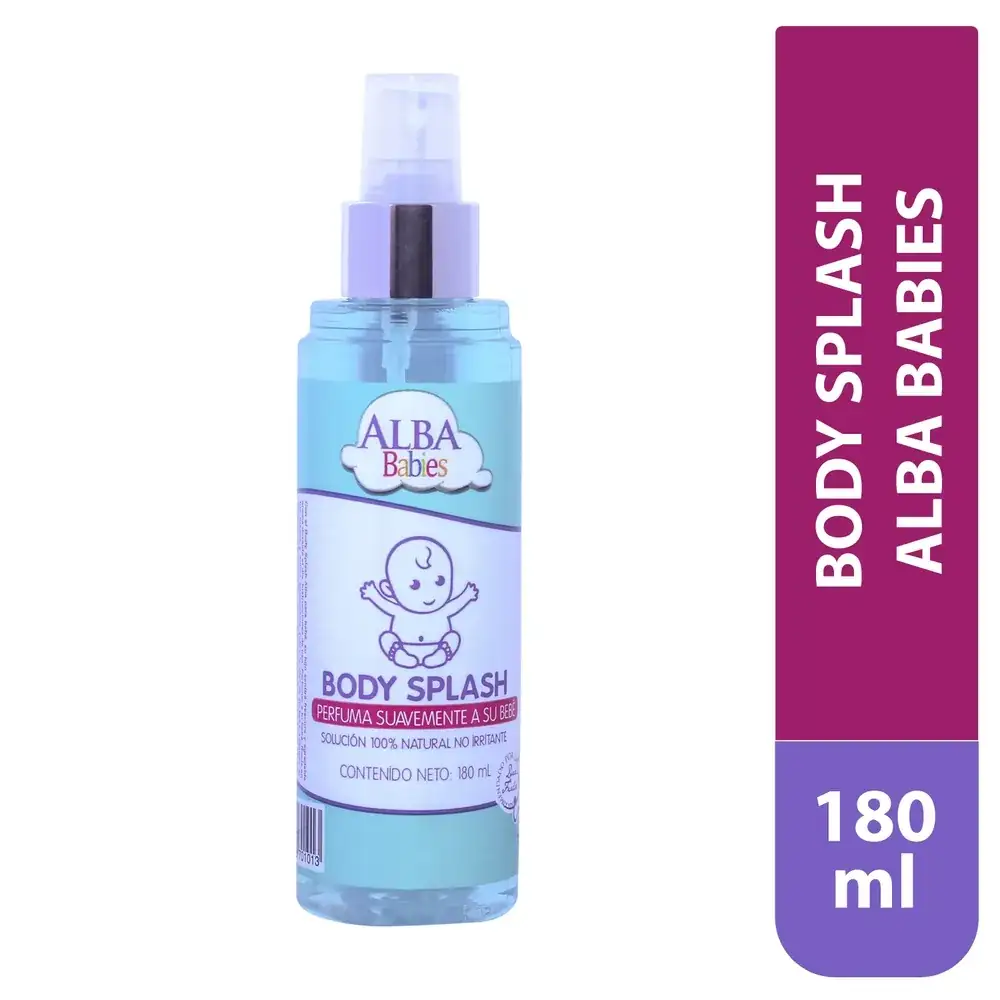 ALBA
Babies
BODY SPLASH
PERFUMA SUAVEMENTE A SU BEBÉ
SOLUCIÓN 100% NATURAL NO IRRITANTE
CONTENIDO NETO: 180 mL
BODY SPLASH
ALBA BABIES
180
ml